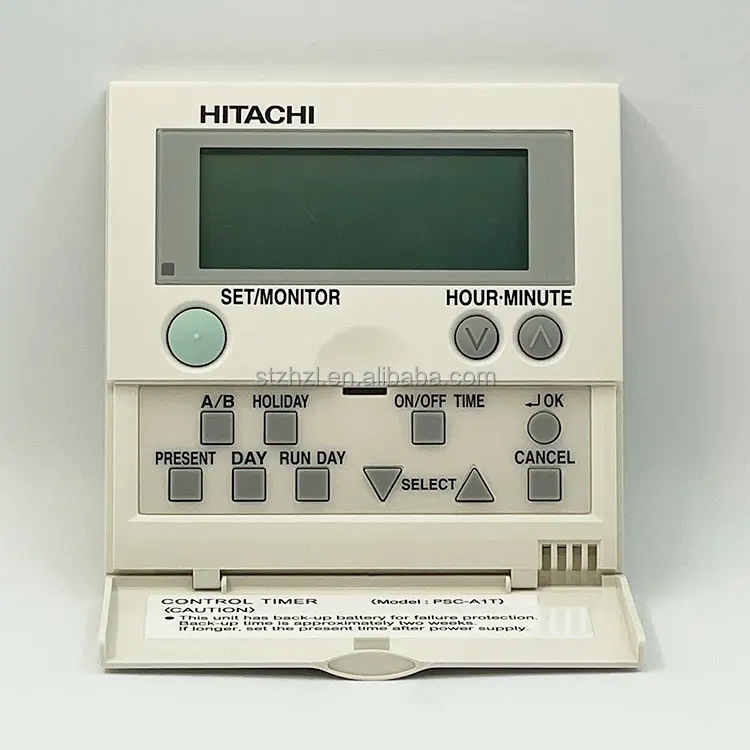 HITACHI
SET/MONITOR HOUR·MINUTE
stzhzl.en.alibaba.com
A/B HOLIDAY ON/OFF TIME ↵ OK
PRESENT DAY RUN DAY SELECT CANCEL
CONTROL TIMER (Model : PSC-A1T)
<CAUTION>
● This unit has back-up battery for failure protection.
Back-up time is approximately two weeks.
If longer, set the present time after power supply.